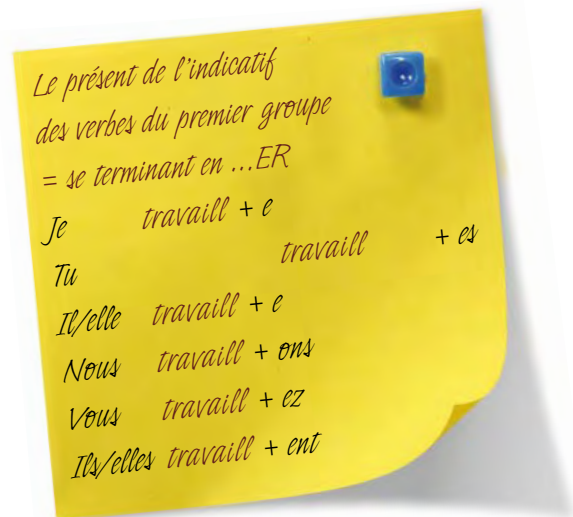 Le présent de l'indicatif
des verbes du premier groupe
= se terminant en ...ER
Je travaill + e
Tu travaill + es
Il/elle travaill + e
Nous travaill + ons
Vous travaill + ez
Ils/elles travaill + ent